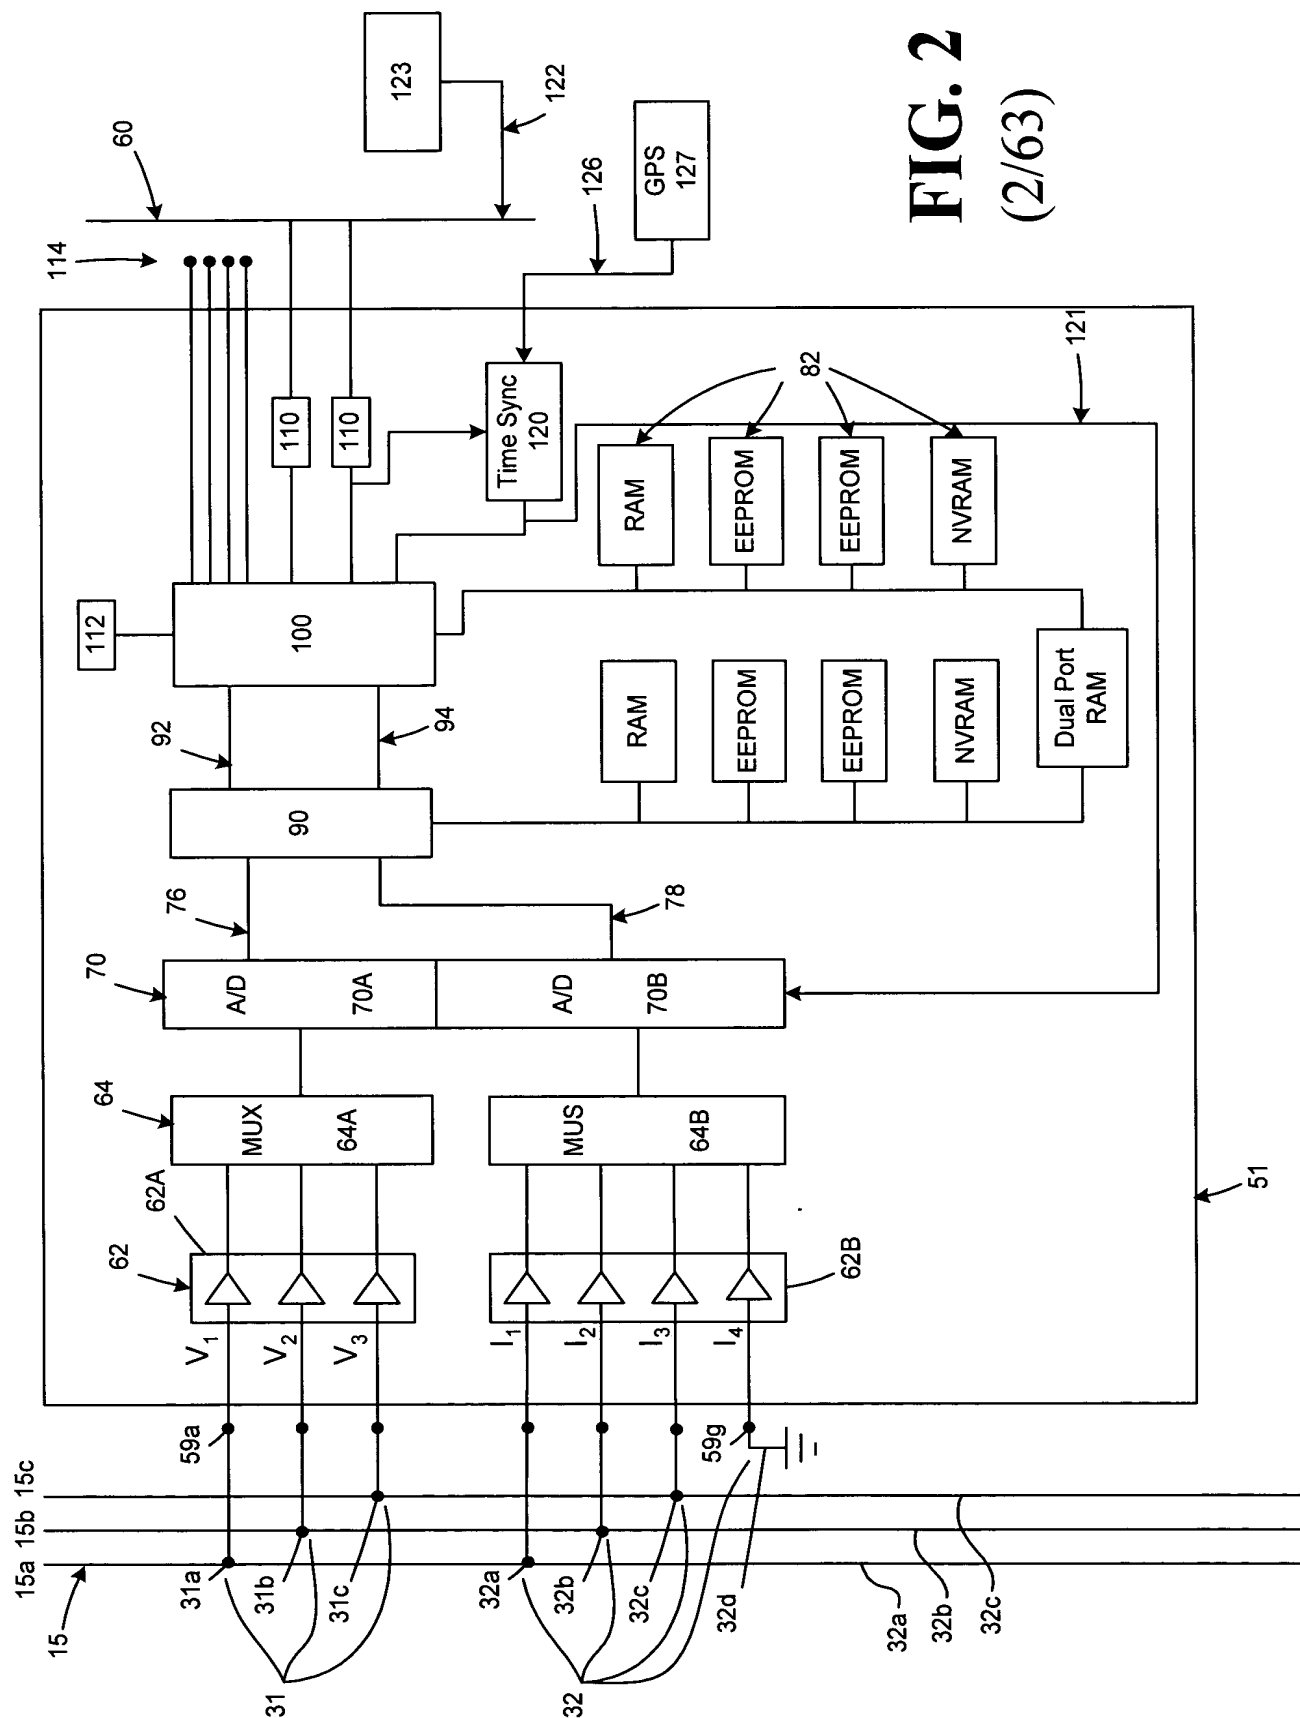 15
15a
15b
15c
31
31a
31b
31c
32
32a
32b
32c
32d
32a
32b
32c
59a
59g
V1
V2
V3
I1
I2
I3
I4
62
62A
62B
64
MUX
64A
MUS
64B
70
A/D
70A
A/D
70B
76
78
90
92
94
100
112
110
110
114
60
123
122
Time Sync
120
126
GPS
127
RAM
EEPROM
EEPROM
NVRAM
82
RAM
EEPROM
EEPROM
NVRAM
Dual Port
RAM
121
51
FIG. 2
(2/63)